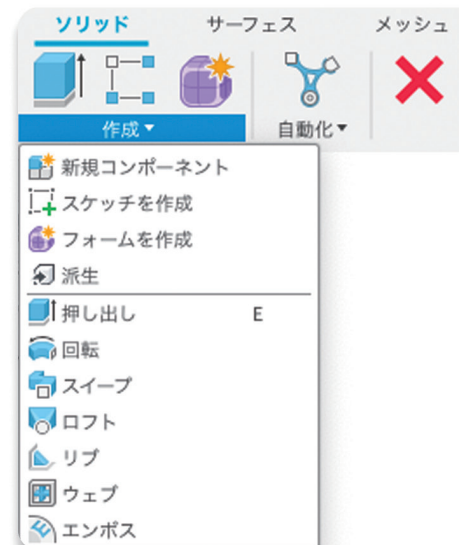 ソリッド サーフェス メッシュ
作成▼ 自動化▼
新規コンポーネント
スケッチを作成
フォームを作成
派生
押し出し E
回転
スイープ
ロフト
リブ
ウェブ
エンボス